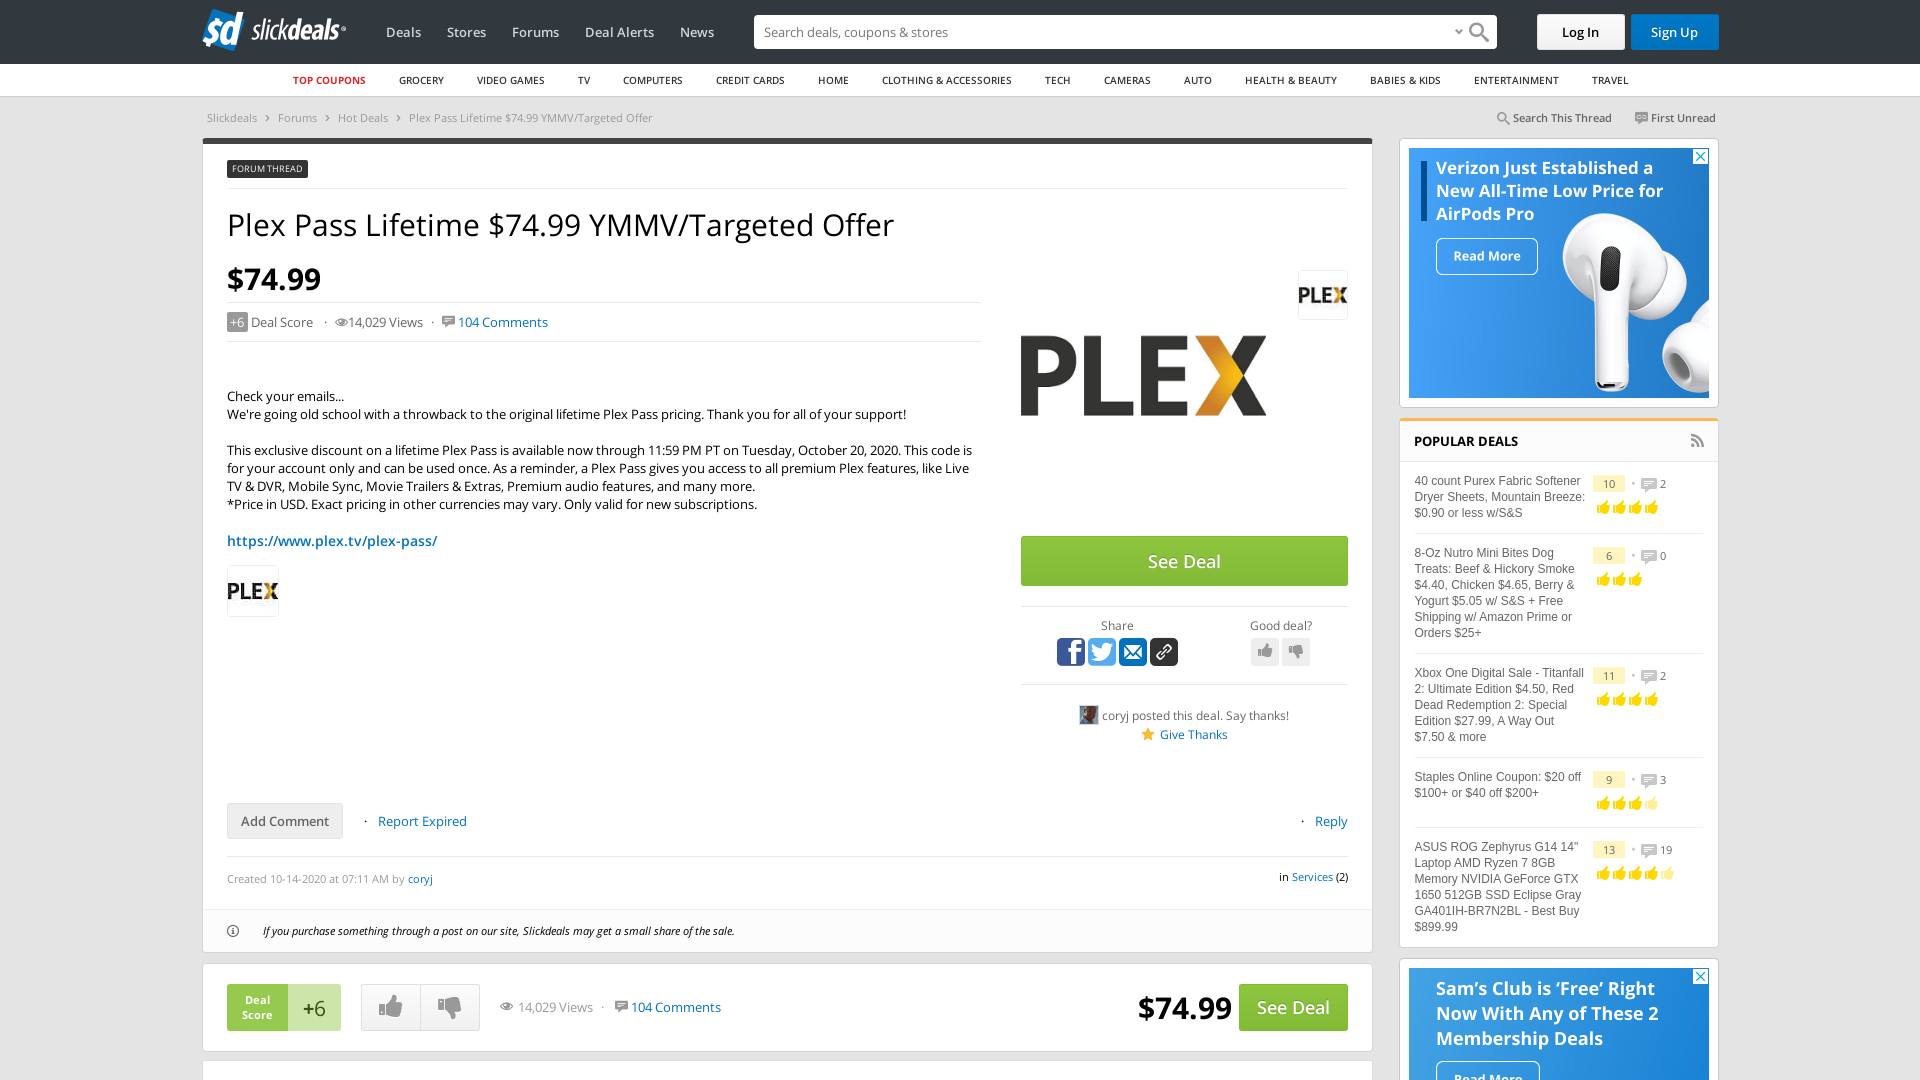 slickdeals
Deals
Stores
Forums
Deal Alerts
News
Search deals, coupons & stores
Log In
Sign Up
TOP COUPONS
GROCERY
VIDEO GAMES
TV
COMPUTERS
CREDIT CARDS
HOME
CLOTHING & ACCESSORIES
TECH
CAMERAS
AUTO
HEALTH & BEAUTY
BABIES & KIDS
ENTERTAINMENT
TRAVEL
Slickdeals > Forums > Hot Deals > Plex Pass Lifetime $74.99 YMMV/Targeted Offer
Search This Thread
First Unread
FORUM THREAD
Plex Pass Lifetime $74.99 YMMV/Targeted Offer
$74.99
+6 Deal Score · 14,029 Views · 104 Comments
Check your emails...
We're going old school with a throwback to the original lifetime Plex Pass pricing. Thank you for all of your support!
This exclusive discount on a lifetime Plex Pass is available now through 11:59 PM PT on Tuesday, October 20, 2020. This code is
for your account only and can be used once. As a reminder, a Plex Pass gives you access to all premium Plex features, like Live
TV & DVR, Mobile Sync, Movie Trailers & Extras, Premium audio features, and many more.
*Price in USD. Exact pricing in other currencies may vary. Only valid for new subscriptions.
https://www.plex.tv/plex-pass/
PLEX
PLEX
PLEX
See Deal
Share
Good deal?
coryj posted this deal. Say thanks!
Give Thanks
Add Comment
· Report Expired
· Reply
Created 10-14-2020 at 07:11 AM by coryj
in Services (2)
If you purchase something through a post on our site, Slickdeals may get a small share of the sale.
Deal
Score
+6
14,029 Views · 104 Comments
$74.99
See Deal
Verizon Just Established a
New All-Time Low Price for
AirPods Pro
Read More
POPULAR DEALS
40 count Purex Fabric Softener
Dryer Sheets, Mountain Breeze:
$0.90 or less w/S&S
10 • 2
8-Oz Nutro Mini Bites Dog
Treats: Beef & Hickory Smoke
$4.40, Chicken $4.65, Berry &
Yogurt $5.05 w/ S&S + Free
Shipping w/ Amazon Prime or
Orders $25+
6 • 0
Xbox One Digital Sale - Titanfall
2: Ultimate Edition $4.50, Red
Dead Redemption 2: Special
Edition $27.99, A Way Out
$7.50 & more
11 • 2
Staples Online Coupon: $20 off
$100+ or $40 off $200+
9 • 3
ASUS ROG Zephyrus G14 14"
Laptop AMD Ryzen 7 8GB
Memory NVIDIA GeForce GTX
1650 512GB SSD Eclipse Gray
GA401IH-BR7N2BL - Best Buy
$899.99
13 • 19
Sam's Club is 'Free' Right
Now With Any of These 2
Membership Deals
Read More